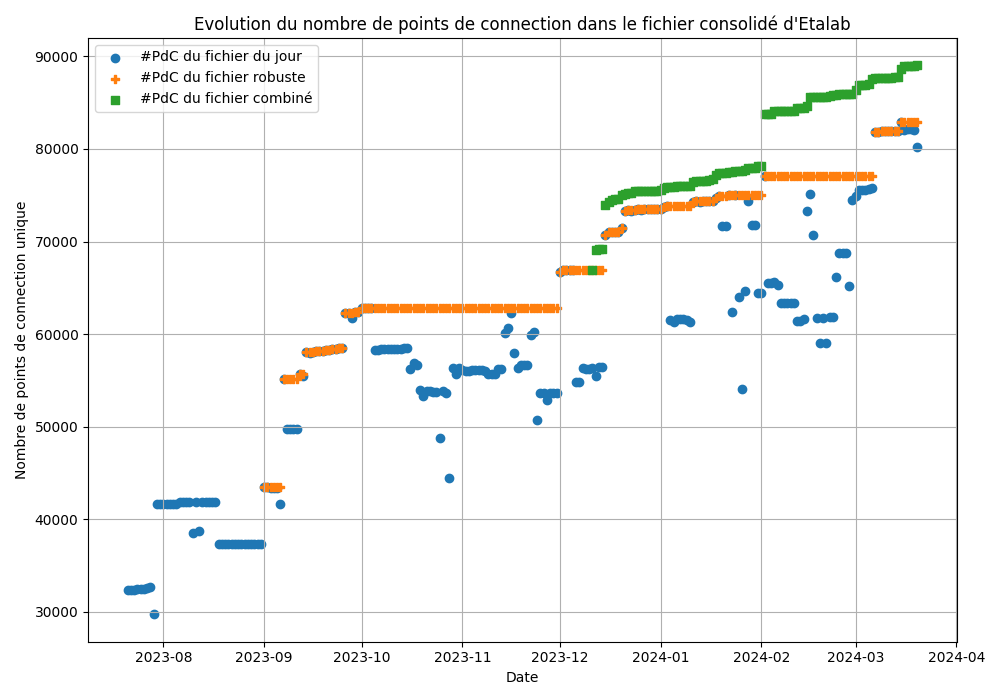 Evolution du nombre de points de connection dans le fichier consolidé d'Etalab
#PdC du fichier du jour
#PdC du fichier robuste
#PdC du fichier combiné
Nombre de points de connection unique
90000
80000
70000
60000
50000
40000
30000
2023-08 2023-09 2023-10 2023-11 2023-12 2024-01 2024-02 2024-03 2024-04
Date